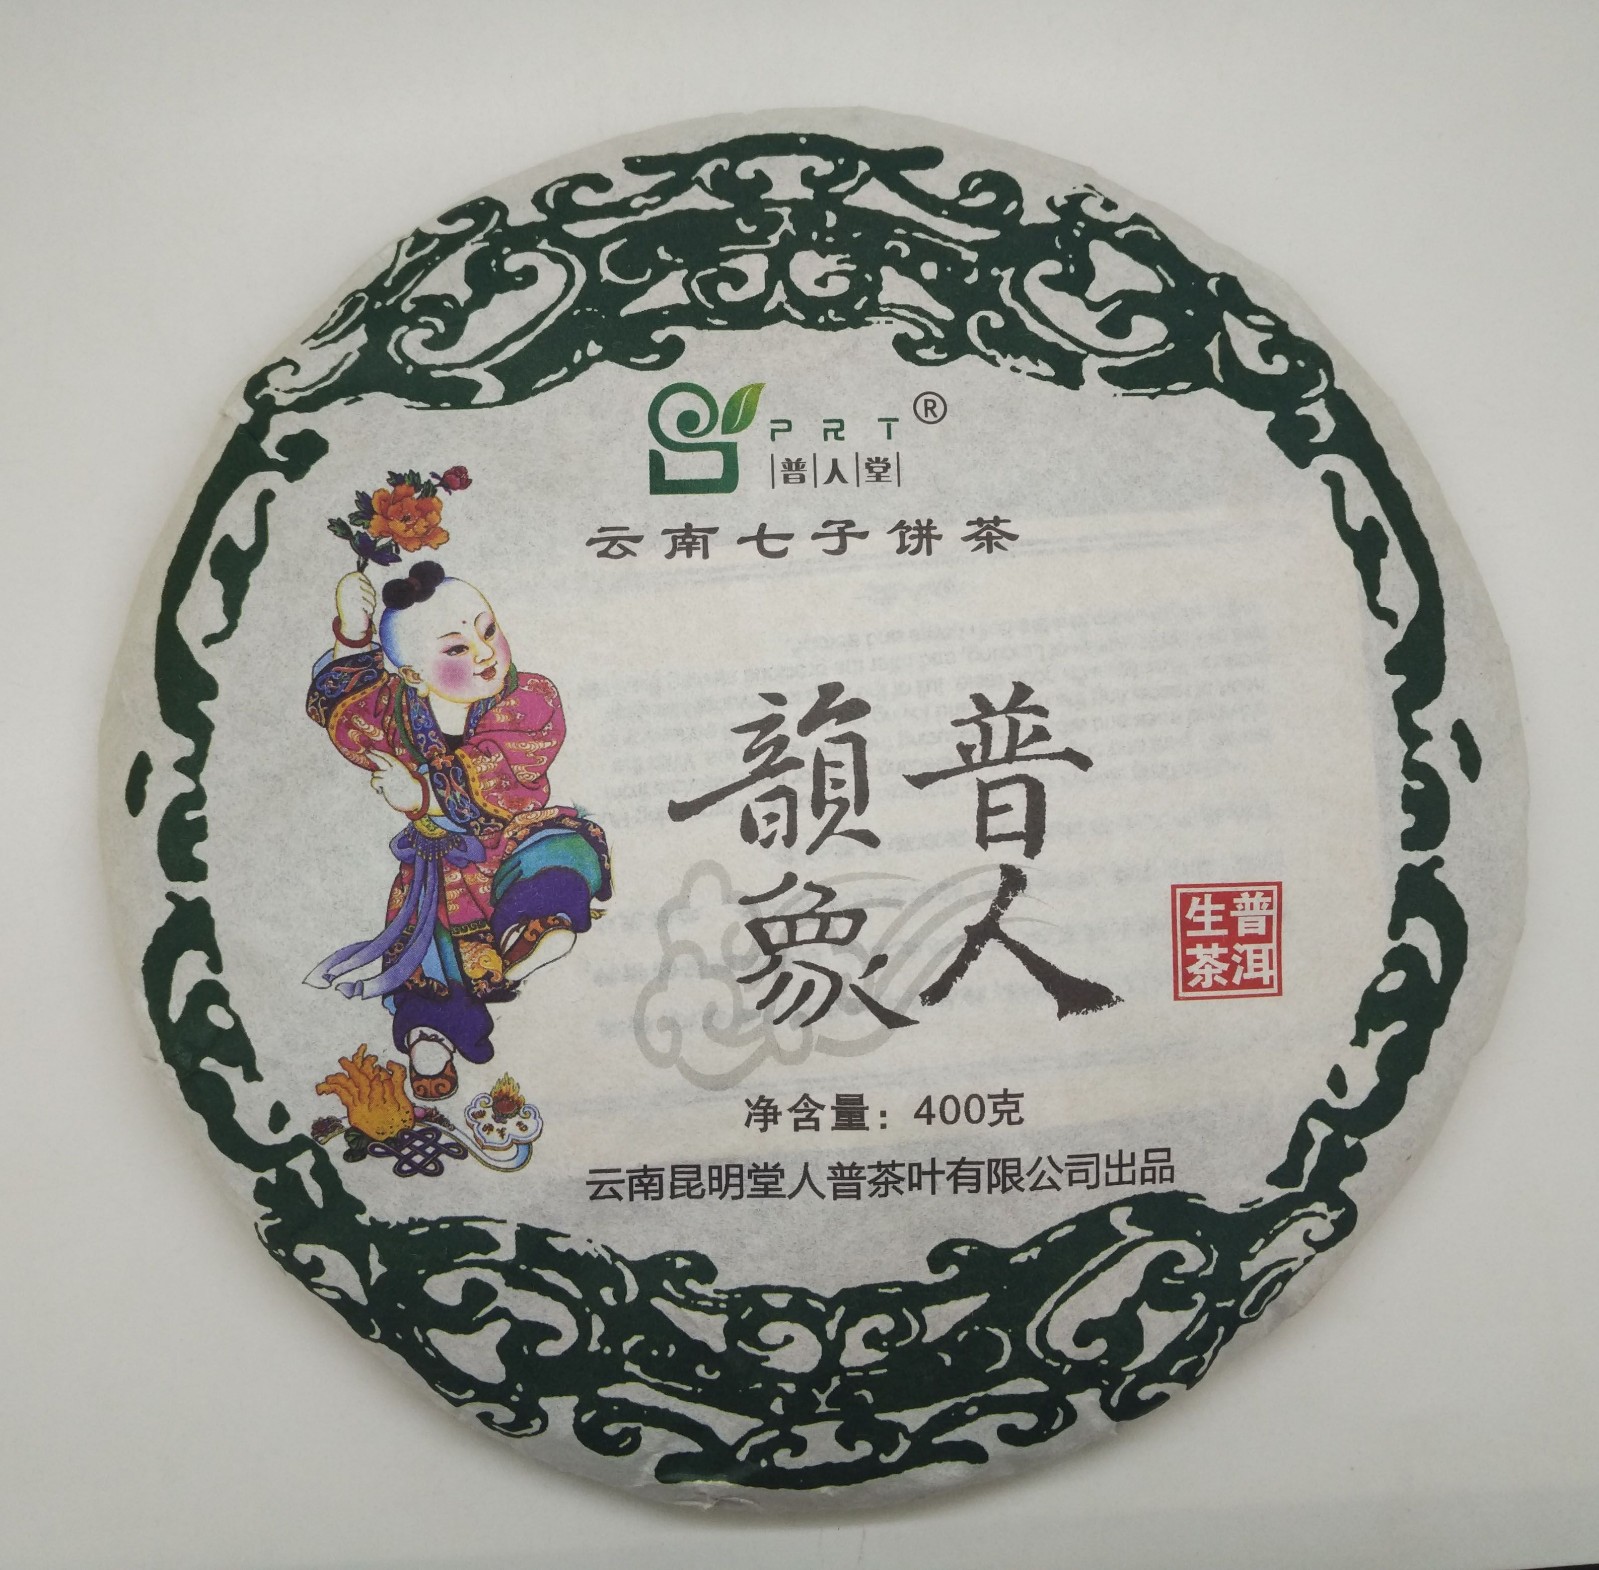 PRT®
普人堂
云南七子饼茶
普人
韻象
普洱
生茶
净含量：400克
云南昆明堂人普茶叶有限公司出品